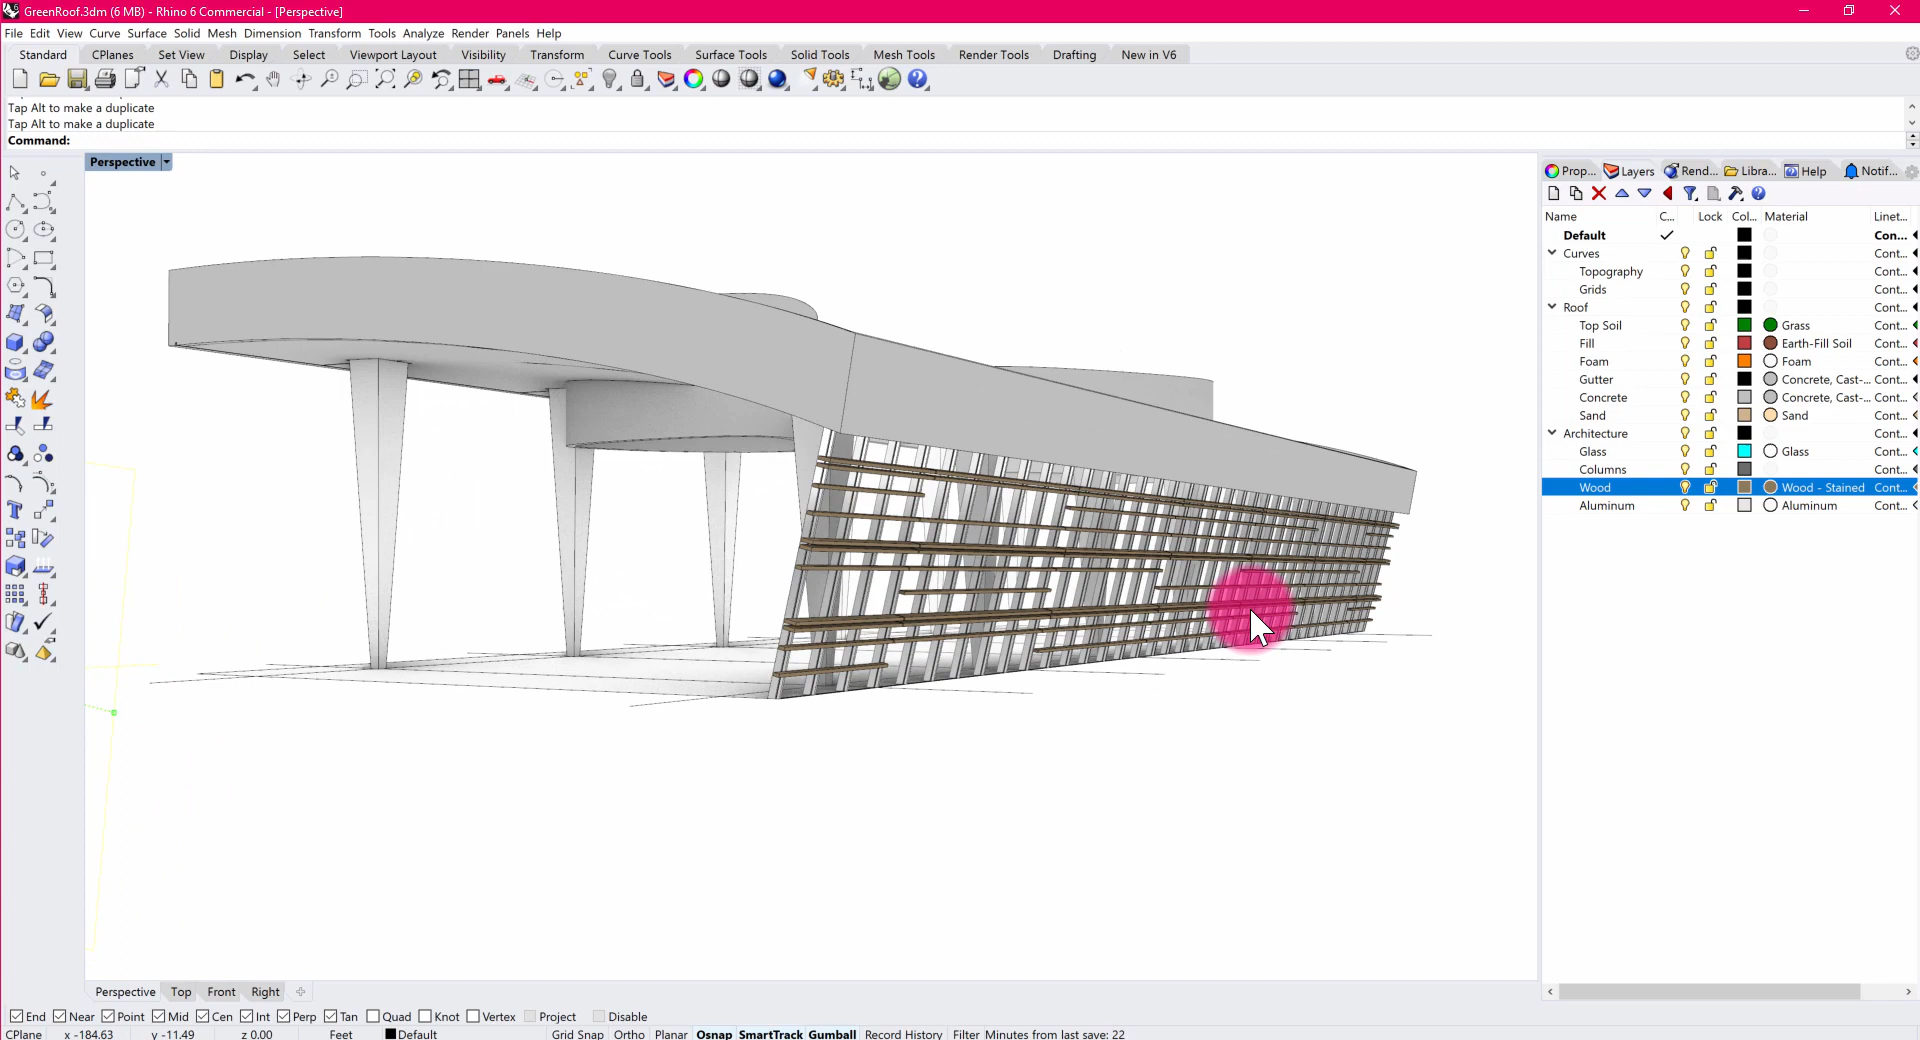 GreenRoof.3dm (6 MB) - Rhino 6 Commercial - [Perspective]
File Edit View Curve Surface Solid Mesh Dimension Transform Tools Analyze Render Panels Help
Standard CPlanes Set View Display Select Viewport Layout Visibility Transform Curve Tools Surface Tools Solid Tools Mesh Tools Render Tools Drafting New in V6
Tap Alt to make a duplicate
Tap Alt to make a duplicate
Command:
Perspective
Prop... Layers Rend... Libra... Help Notif...
Name C... Lock Col... Material Linet...
Default Con...
Curves Cont...
Topography Cont...
Grids Cont...
Roof Cont...
Top Soil Grass Cont...
Fill Earth-Fill Soil Cont...
Foam Foam Cont...
Gutter Concrete, Cast-... Cont...
Concrete Concrete, Cast-... Cont...
Sand Sand Cont...
Architecture Cont...
Glass Glass Cont...
Columns Cont...
Wood Wood - Stained Cont...
Aluminum Aluminum Cont...
Perspective Top Front Right
End Near Point Mid Cen Int Perp Tan Quad Knot Vertex Project Disable
CPlane x -184.63 y -11.49 z 0.00 Feet Default Grid Snap Ortho Planar Osnap SmartTrack Gumball Record History Filter Minutes from last save: 22